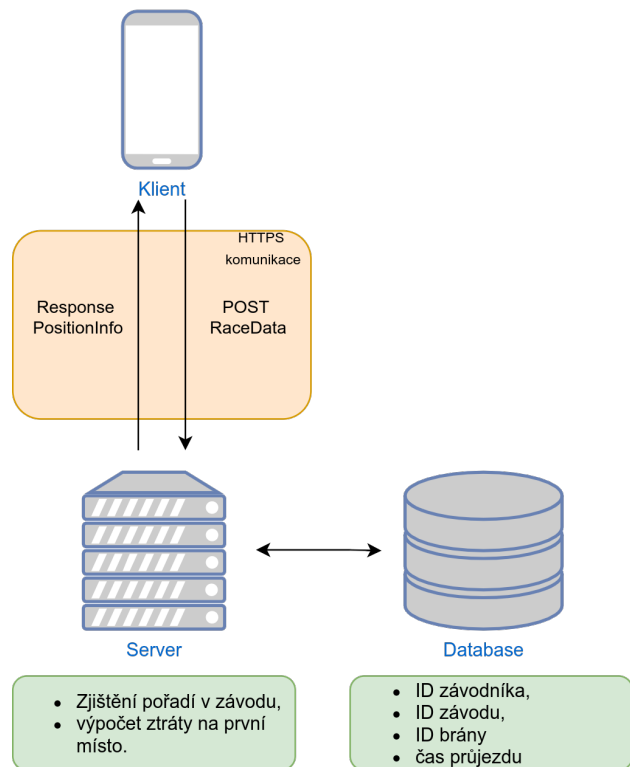 Klient
HTTPS
komunikace
Response
PositionInfo
POST
RaceData
Server
Database
Zjištění pořadí v závodu,
výpočet ztráty na první
místo.
ID závodníka,
ID závodu,
ID brány
čas průjezdu